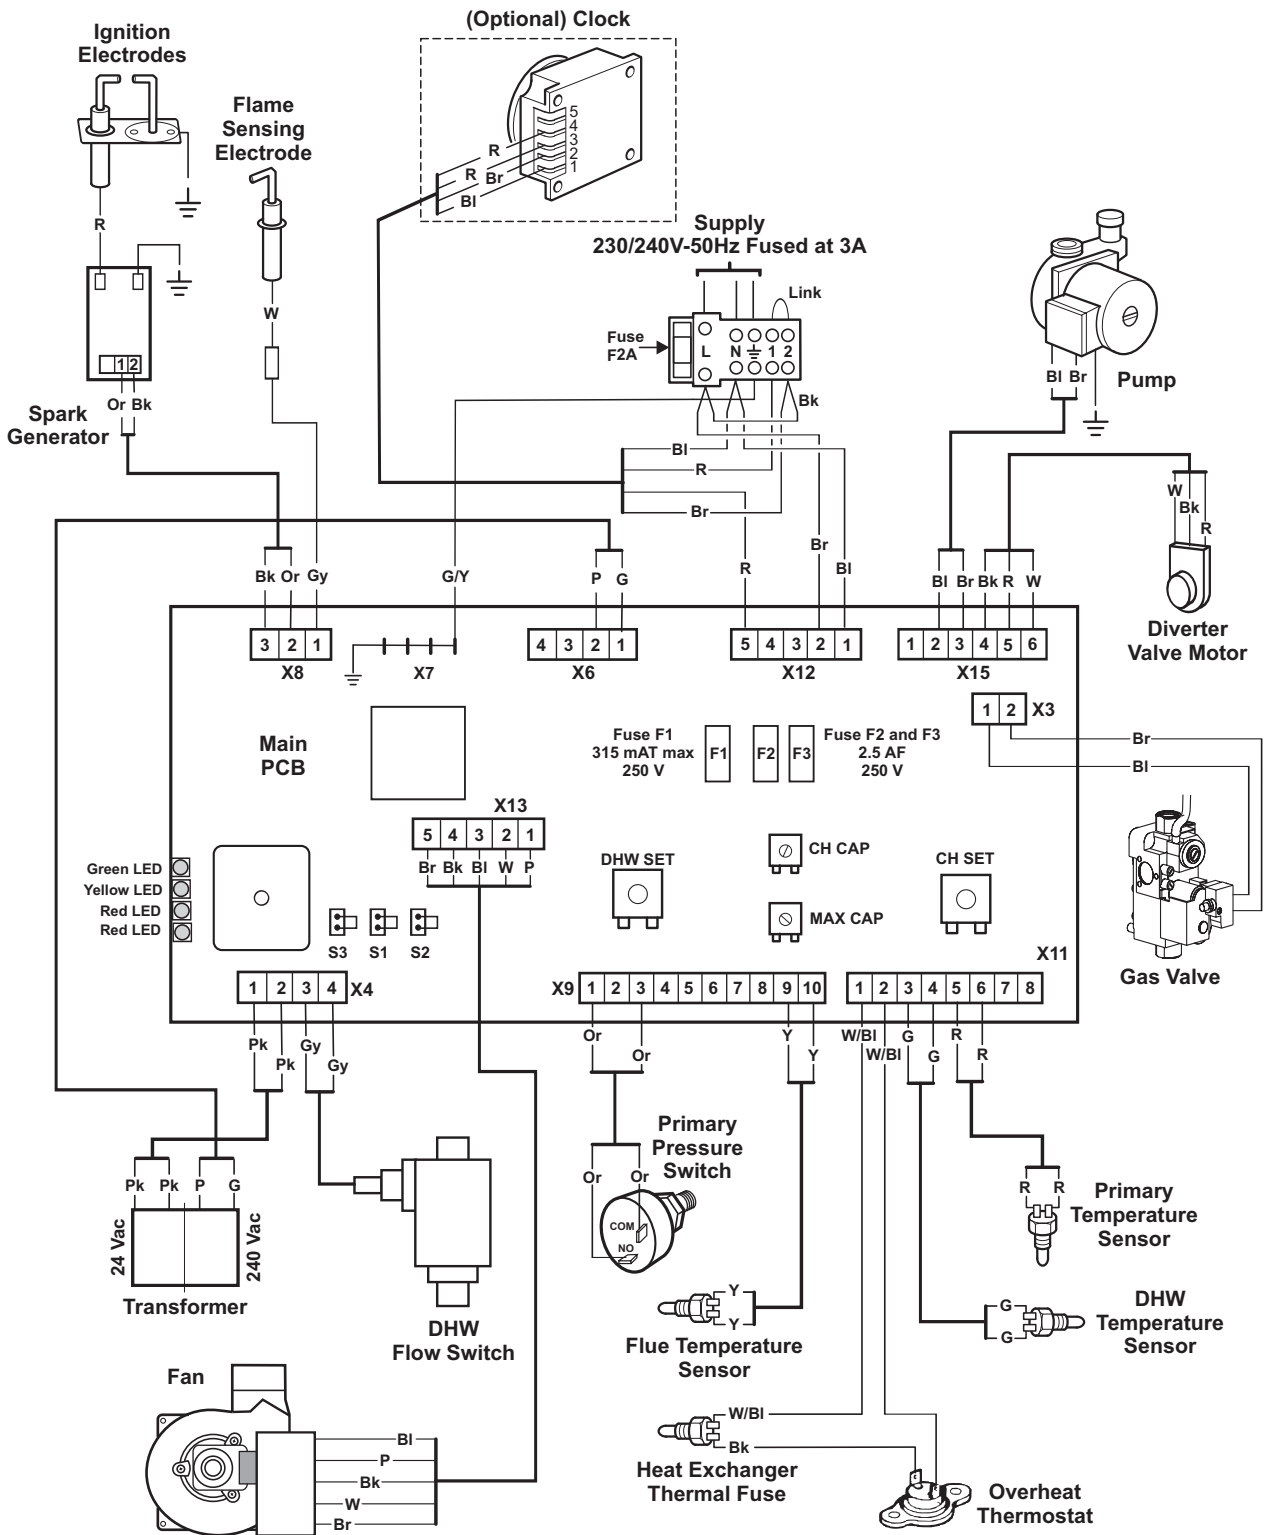 (Optional) Clock
Ignition
Electrodes
Flame
Sensing
Electrode
5
4
3
2
1
R
R
Br
Bl
Supply
230/240V-50Hz Fused at 3A
Link
Fuse
F2A
L
N
1
2
Bk
Bl
Br
Pump
R
W
1 2
Or Bk
Spark
Generator
Bl
R
Br
W
Bk
R
Diverter
Valve Motor
Bk Or Gy
G/Y
P G
R
Br
Bl
Bl Br Bk R W
3 2 1
X8
X7
4 3 2 1
X6
5 4 3 2 1
X12
1 2 3 4 5 6
X15
1 2
X3
Br
Bl
Main
PCB
Fuse F1
315 mAT max
250 V
F1
F2
F3
Fuse F2 and F3
2.5 AF
250 V
X13
5 4 3 2 1
Br Bk Bl W P
Green LED
Yellow LED
Red LED
Red LED
S3
S1
S2
DHW SET
CH CAP
MAX CAP
CH SET
Gas Valve
1 2 3 4
X4
X9
1 2 3 4 5 6 7 8 9 10
X11
1 2 3 4 5 6 7 8
Pk
Pk
Gy
Gy
Or
Or
Y
Y
W/Bl
W/Bl
G
G
R
R
Primary
Pressure
Switch
Or
Or
COM
NO
Pk
Pk
P
G
24 Vac
240 Vac
Transformer
DHW
Flow Switch
R
R
Primary
Temperature
Sensor
Y
Y
Flue Temperature
Sensor
G
G
DHW
Temperature
Sensor
Fan
Bl
P
Bk
W
Br
W/Bl
Bk
Heat Exchanger
Thermal Fuse
Overheat
Thermostat